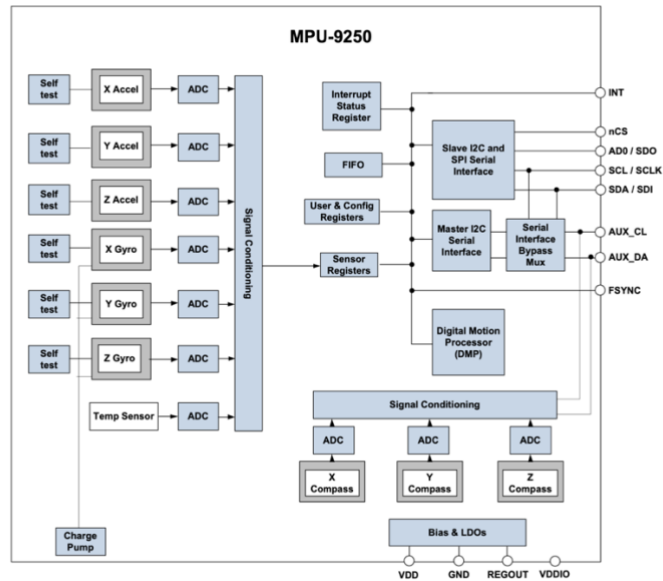 MPU-9250
Self
test
X Accel
ADC
Self
test
Y Accel
ADC
Self
test
Z Accel
ADC
Self
test
X Gyro
ADC
Self
test
Y Gyro
ADC
Self
test
Z Gyro
ADC
Temp Sensor
ADC
Charge
Pump
Signal Conditioning
Interrupt
Status
Register
FIFO
User & Config
Registers
Sensor
Registers
Slave I2C and
SPI Serial
Interface
Master I2C
Serial
Interface
Serial
Interface
Bypass
Mux
Digital Motion
Processor
(DMP)
INT
nCS
AD0 / SDO
SCL / SCLK
SDA / SDI
AUX_CL
AUX_DA
FSYNC
Signal Conditioning
ADC
ADC
ADC
X
Compass
Y
Compass
Z
Compass
Bias & LDOs
VDD
GND
REGOUT
VDDIO